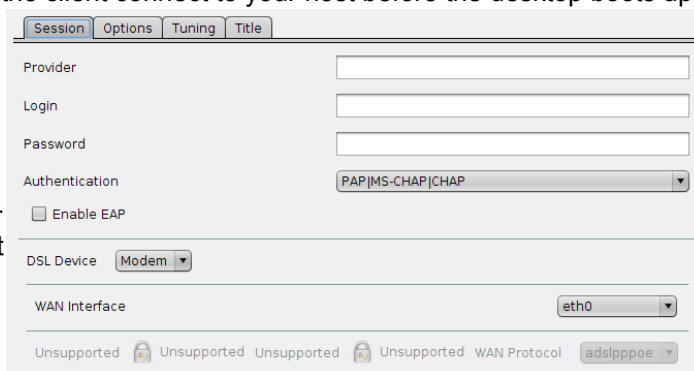 the client connect to your host before the desktop boots up
Session Options Tuning Title
Provider
Login
Password
Authentication PAP|MS-CHAP|CHAP
Enable EAP
t
DSL Device Modem
WAN Interface eth0
Unsupported Unsupported Unsupported Unsupported WAN Protocol adslpppoe